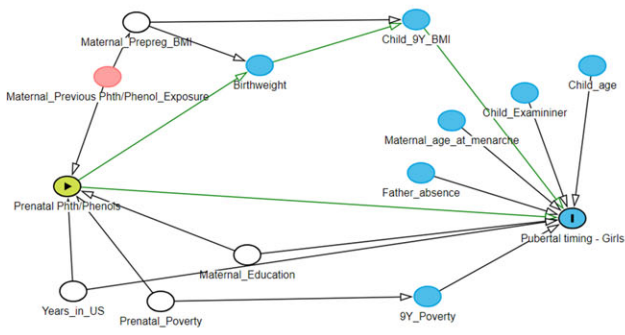 Maternal_Prepreg_BMI
Child_9Y_BMI
Birthweight
Child_age
Maternal_Previous Phth/Phenol_Exposure
Child_Examininer
Maternal_age_at_menarche
Father_absence
Prenatal Phth/Phenols
Pubertal timing - Girls
Maternal_Education
Years_in_US
Prenatal_Poverty
9Y_Poverty